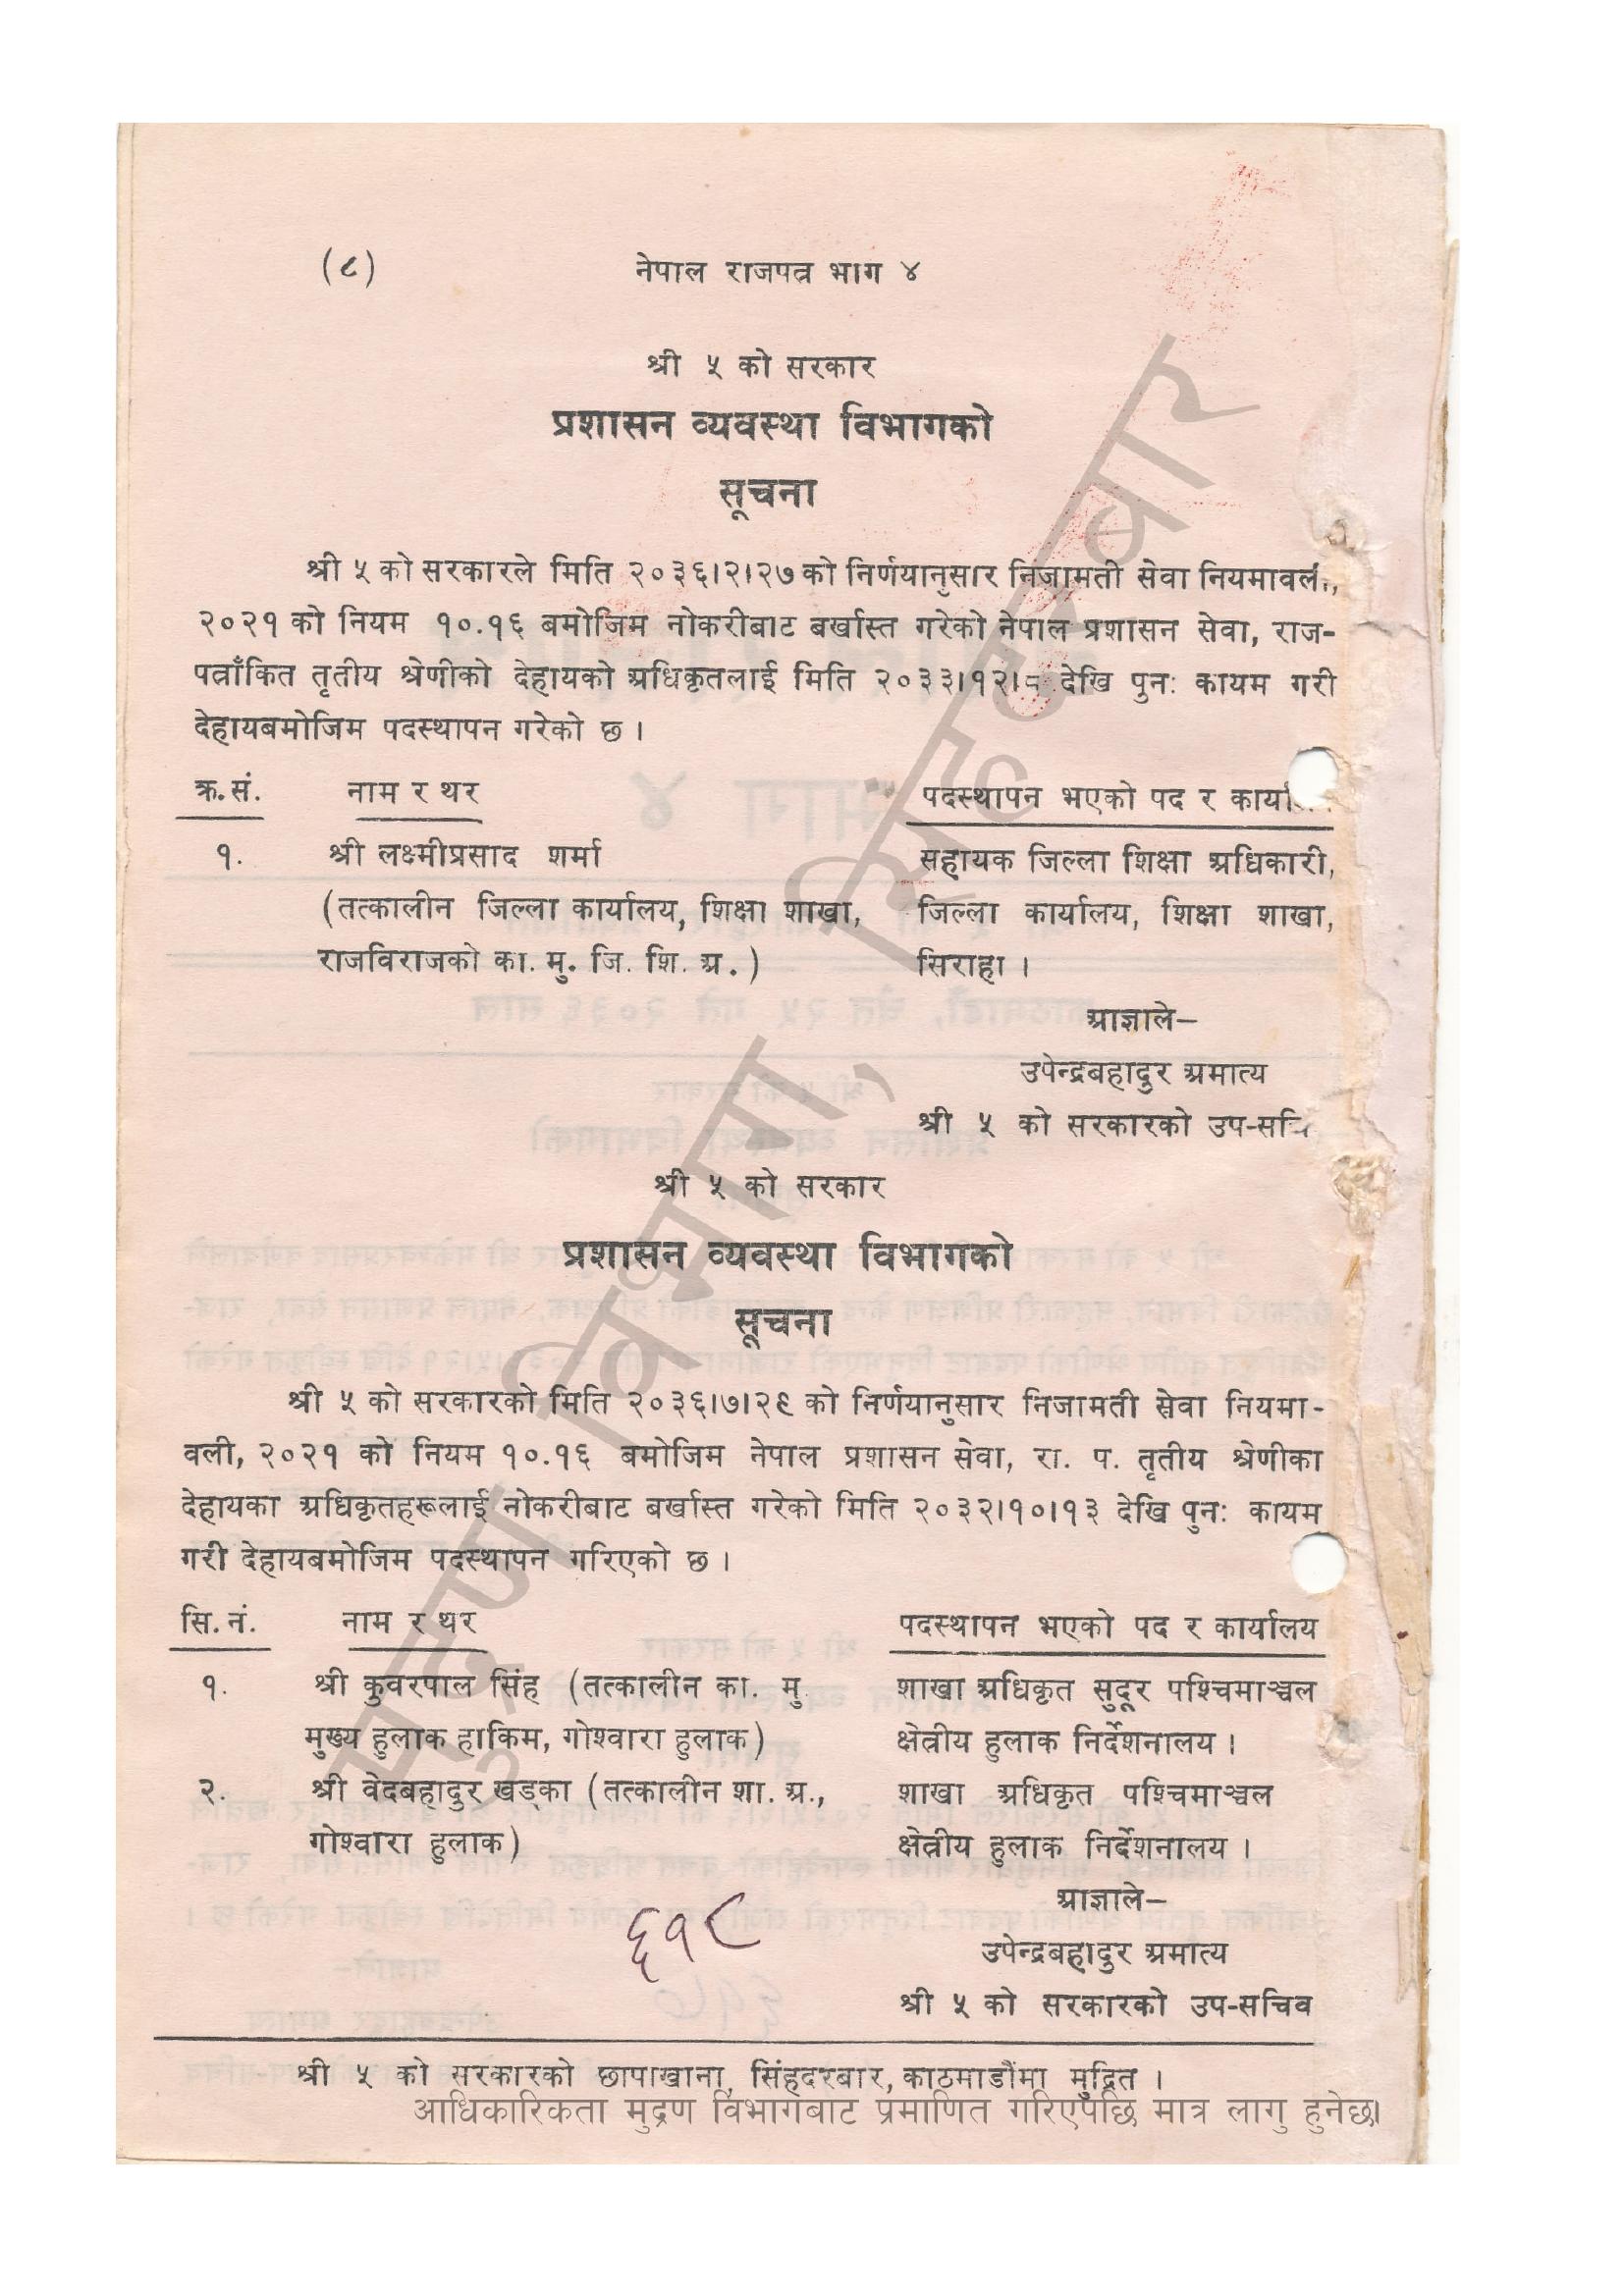 (८) नेपाल राजपत्र भाग ४
श्री ५ को सरकार
प्रशासन व्यवस्था विभागको
सूचना
श्री ५ को सरकारले मिति २०३६।२।२७ को निर्णयानुसार निजामती सेवा नियमावली,
२०२१ को नियम १०.१६ बमोजिम नोकरीबाट बर्खास्त गरेको नेपाल प्रशासन सेवा, राज-
पत्राँकित तृतीय श्रेणीको देहायको अधिकृतलाई मिति २०३३।१२।८ देखि पुनः कायम गरी
देहायबमोजिम पदस्थापन गरेको छ ।
क्र.सं. नाम र थर पदस्थापन भएको पद र
१. श्री लक्ष्मीप्रसाद शर्मा सहायक जिल्ला शिक्षा अधिकारी,
(तत्कालीन जिल्ला कार्यालय, शिक्षा शाखा, जिल्ला कार्यालय, शिक्षा शाखा,
राजविराजको का. मु. जि. शि. अ.) सिराहा ।
आज्ञाले–
उपेन्द्रबहादुर अमात्य
श्री ५ को सरकारको
श्री ५ को सरकार
प्रशासन व्यवस्था विभागको
सूचना
श्री ५ को सरकारको मिति २०३६।७।२९ को निर्णयानुसार निजामती सेवा नियमा-
वली, २०२१ को नियम १०.१६ बमोजिम नेपाल प्रशासन सेवा, रा. प. तृतीय श्रेणीका
देहायका अधिकृतहरूलाई नोकरीबाट बर्खास्त गरेको मिति २०३२।१०।१३ देखि पुनः कायम
गरी देहायबमोजिम पदस्थापन गरिएको छ ।
सि. नं. नाम र थर पदस्थापन भएको पद र कार्यालय
१. श्री कुवरपाल सिंह (तत्कालीन का. मु शाखा अधिकृत सुदूर पश्चिमाञ्चल
मुख्य हुलाक हाकिम, गोश्वारा हुलाक) क्षेत्रीय हुलाक निर्देशनालय ।
२. श्री वेदबहादुर खड्का (तत्कालीन शा. अ., शाखा अधिकृत पश्चिमाञ्चल
गोश्वारा हुलाक) क्षेत्रीय हुलाक निर्देशनालय ।
आज्ञाले–
उपेन्द्रबहादुर अमात्य
६१८
श्री ५ को सरकारको उप-सचिव
श्री ५ को सरकारको छापाखाना, सिंहदरबार, काठमाडौंमा मुद्रित ।
आधिकारिकता मुद्रण विभागबाट प्रमाणित गरिएपछि मात्र लागु हुनेछ।
मुद्रण विभाग, सिंहदरबार